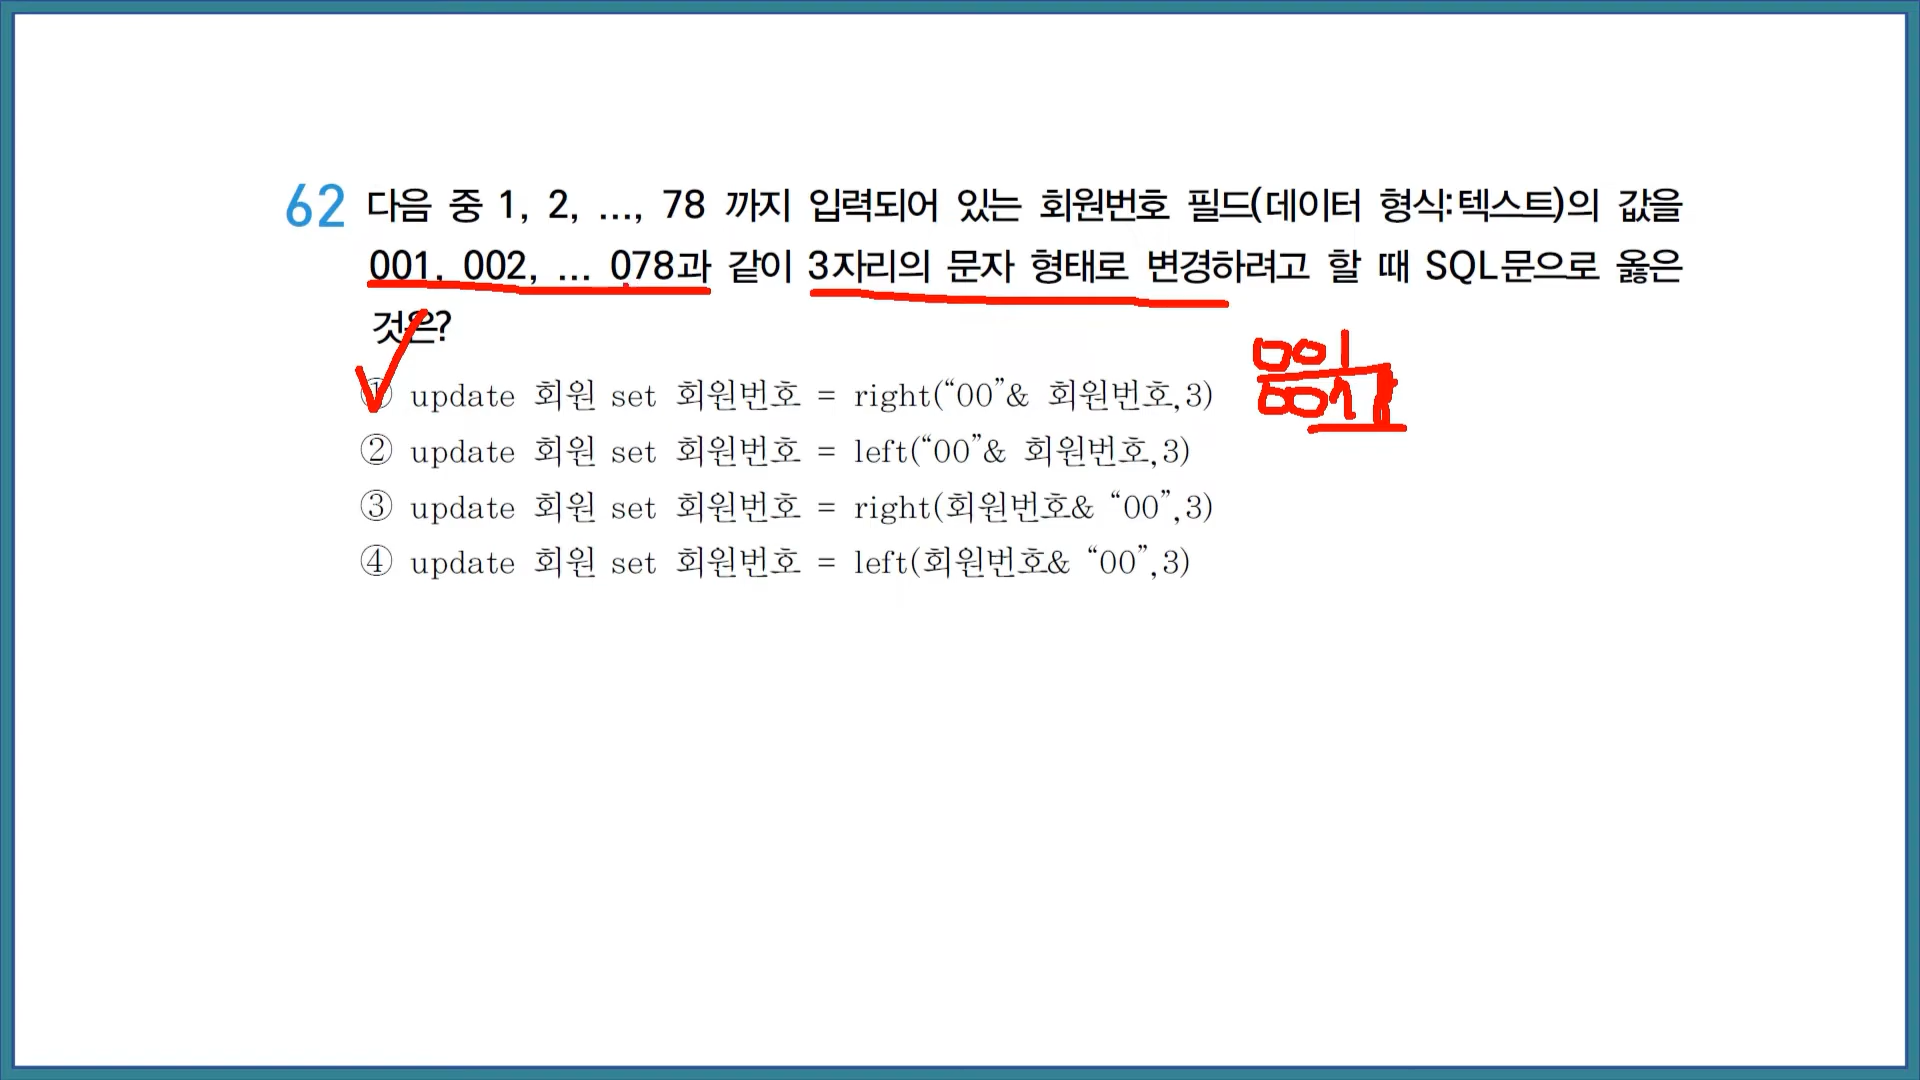 62 다음 중 1, 2, ..., 78 까지 입력되어 있는 회원번호 필드(데이터 형식:텍스트)의 값을
001, 002, ... 078과 같이 3자리의 문자 형태로 변경하려고 할 때 SQL문으로 옳은
것은?
① update 회원 set 회원번호 = right(“00”& 회원번호,3)
001
② update 회원 set 회원번호 = left(“00”& 회원번호,3)
③ update 회원 set 회원번호 = right(회원번호& “00”,3)
④ update 회원 set 회원번호 = left(회원번호& “00”,3)